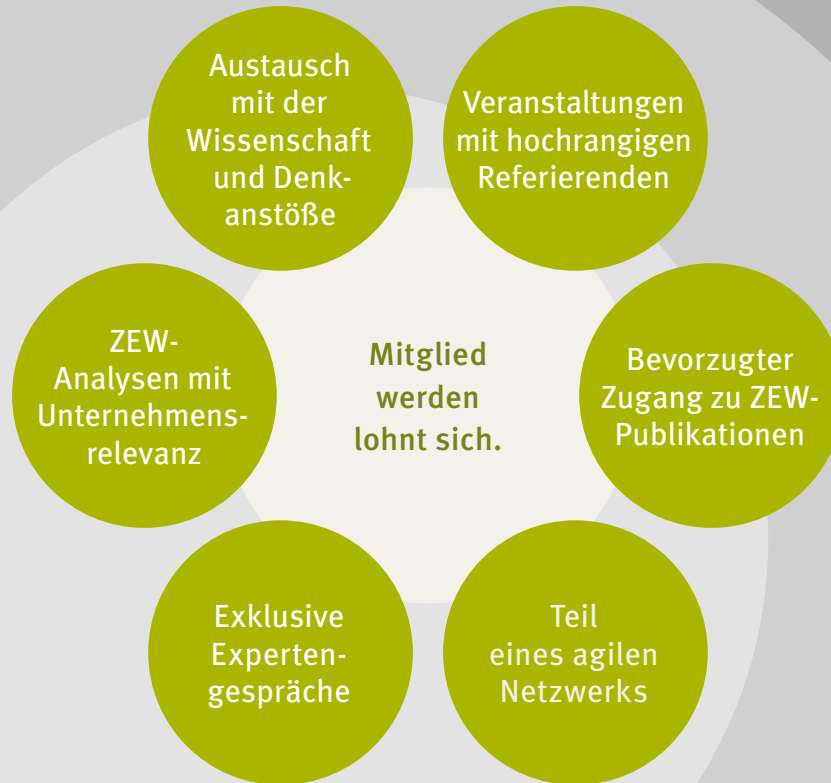 Austausch
mit der
Wissenschaft
und Denk-
anstöße
Veranstaltungen
mit hochrangigen
Referierenden
ZEW-
Analysen mit
Unternehmens-
relevanz
Mitglied
werden
lohnt sich.
Bevorzugter
Zugang zu ZEW-
Publikationen
Exklusive
Experten-
gespräche
Teil
eines agilen
Netzwerks